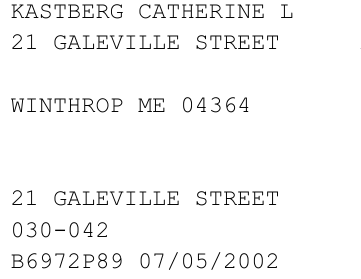 KASTBERG CATHERINE L
21 GALEVILLE STREET
WINTHROP ME 04364
21 GALEVILLE STREET
030-042
B6972P89 07/05/2002